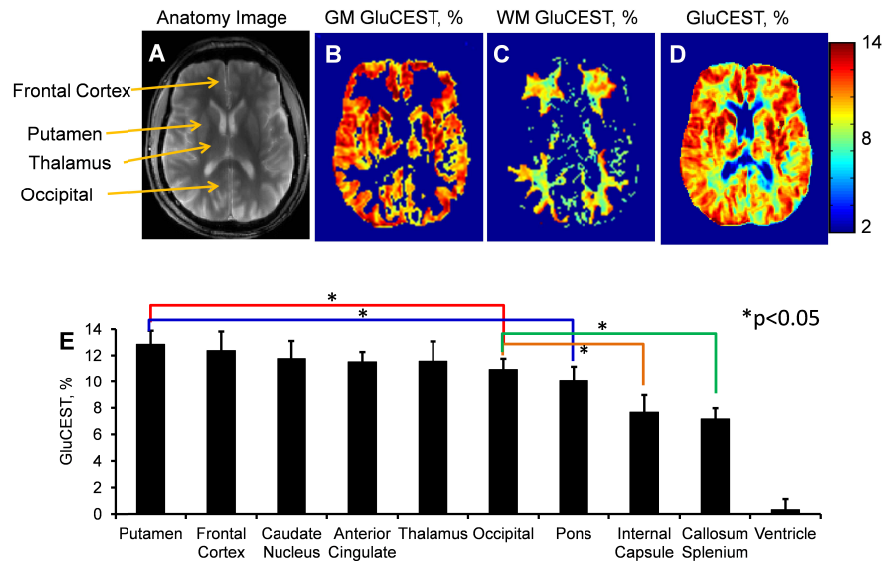 Anatomy Image
GM GluCEST, %
WM GluCEST, %
GluCEST, %
A
B
C
D
Frontal Cortex
Putamen
Thalamus
Occipital
14
8
2
E
*
*
*
*
*p<0.05
GluCEST, %
14
12
10
8
6
4
2
0
Putamen
Frontal
Cortex
Caudate
Nucleus
Anterior
Cingulate
Thalamus
Occipital
Pons
Internal
Capsule
Callosum
Splenium
Ventricle